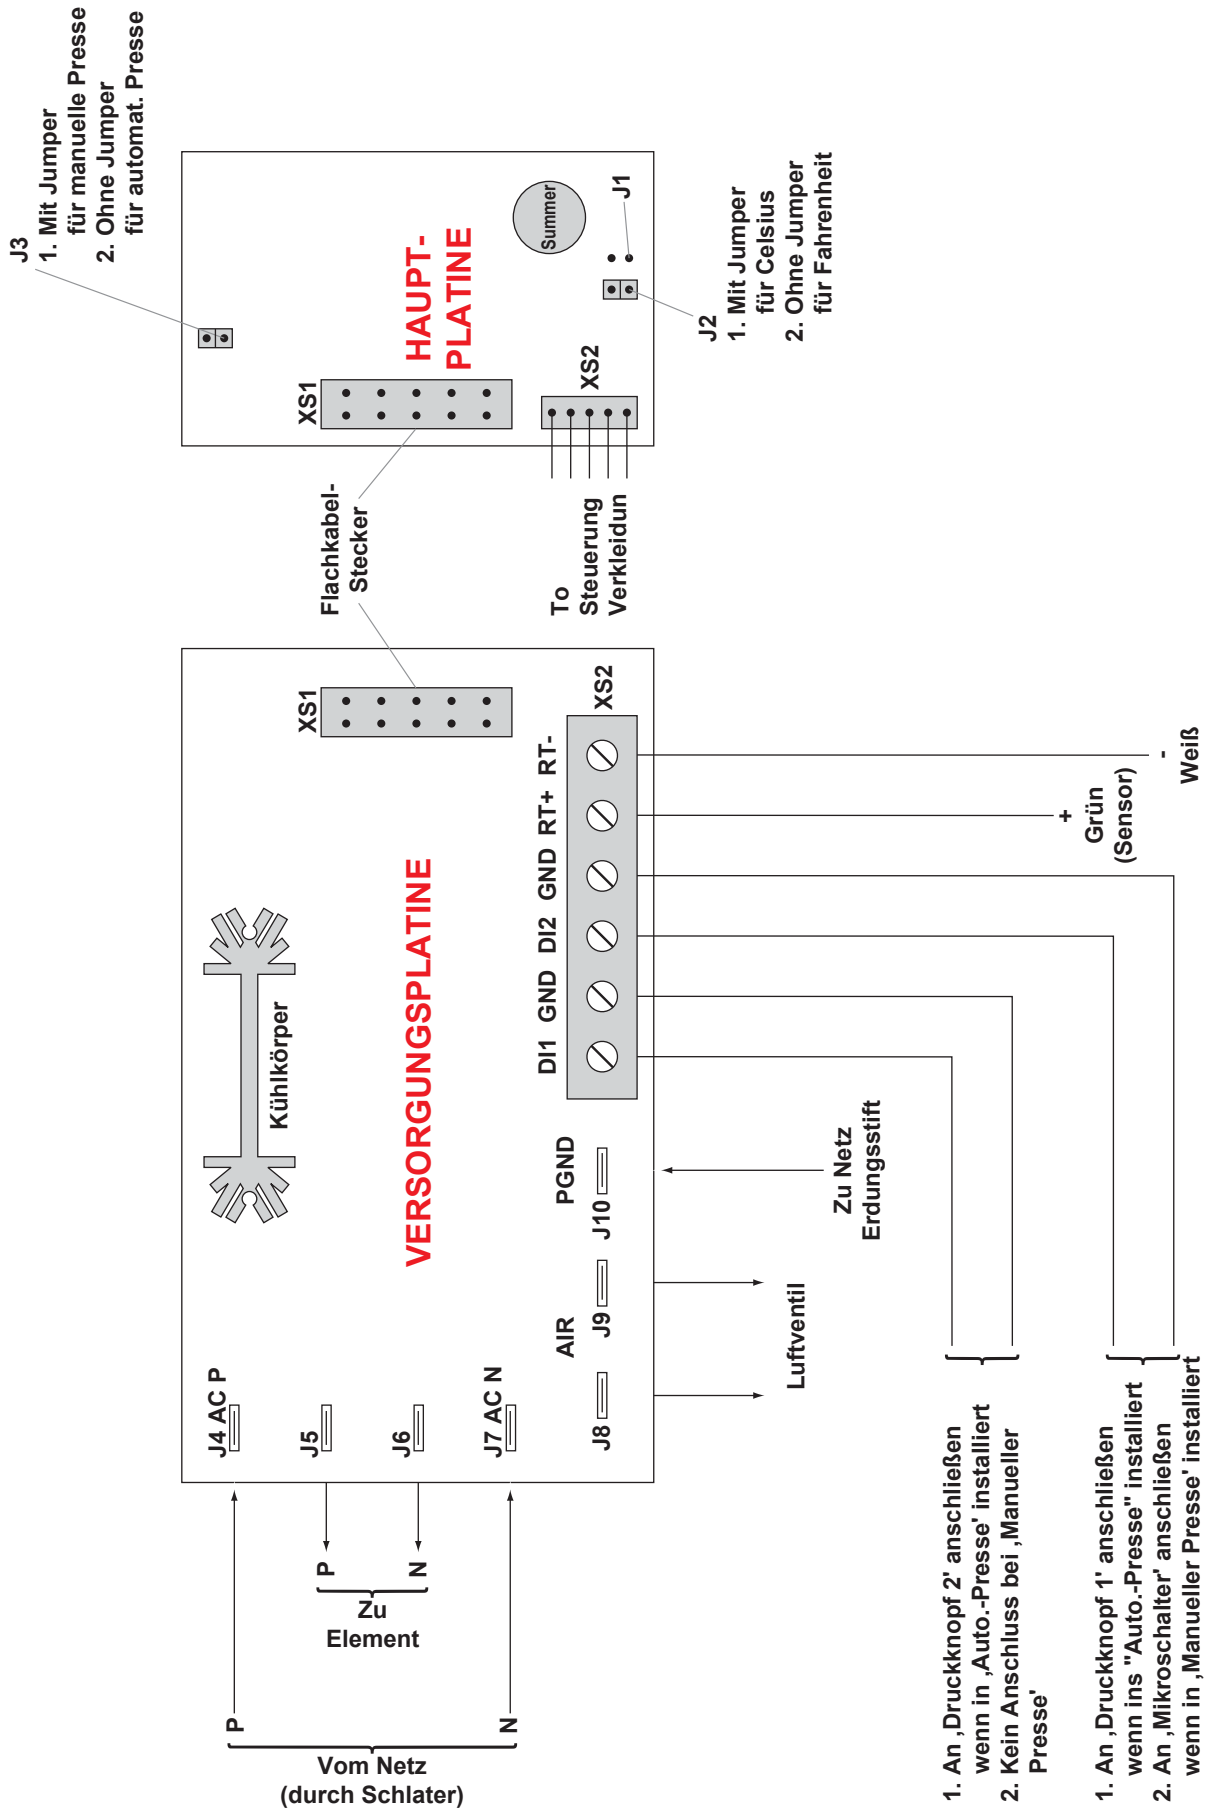 J3
1. Mit Jumper
für manuelle Presse
2. Ohne Jumper
für automat. Presse
HAUPT-
PLATINE
Summer
J1
XS1
XS2
J2
1. Mit Jumper
für Celsius
2. Ohne Jumper
für Fahrenheit
Flachkabel-
Stecker
To
Steuerung
Verkleidun
XS1
XS2
VERSORGUNGSPLATINE
Kühlkörper
DI1 GND DI2 GND RT+ RT-
PGND
J10
AIR
J9
J8
J4 AC P
J5
J6
J7 AC N
P
N
Zu
Element
P
N
Vom Netz
(durch Schlater)
Luftventil
Zu Netz
Erdungsstift
+
Grün
(Sensor)
-
Weiß
1. An ‚Druckknopf 2' anschließen
wenn in ‚Auto.-Presse' installiert
2. Kein Anschluss bei ‚Manueller
Presse'
1. An ‚Druckknopf 1' anschließen
wenn ins "Auto.-Presse" installiert
2. An ‚Mikroschalter' anschließen
wenn in ‚Manueller Presse' installiert